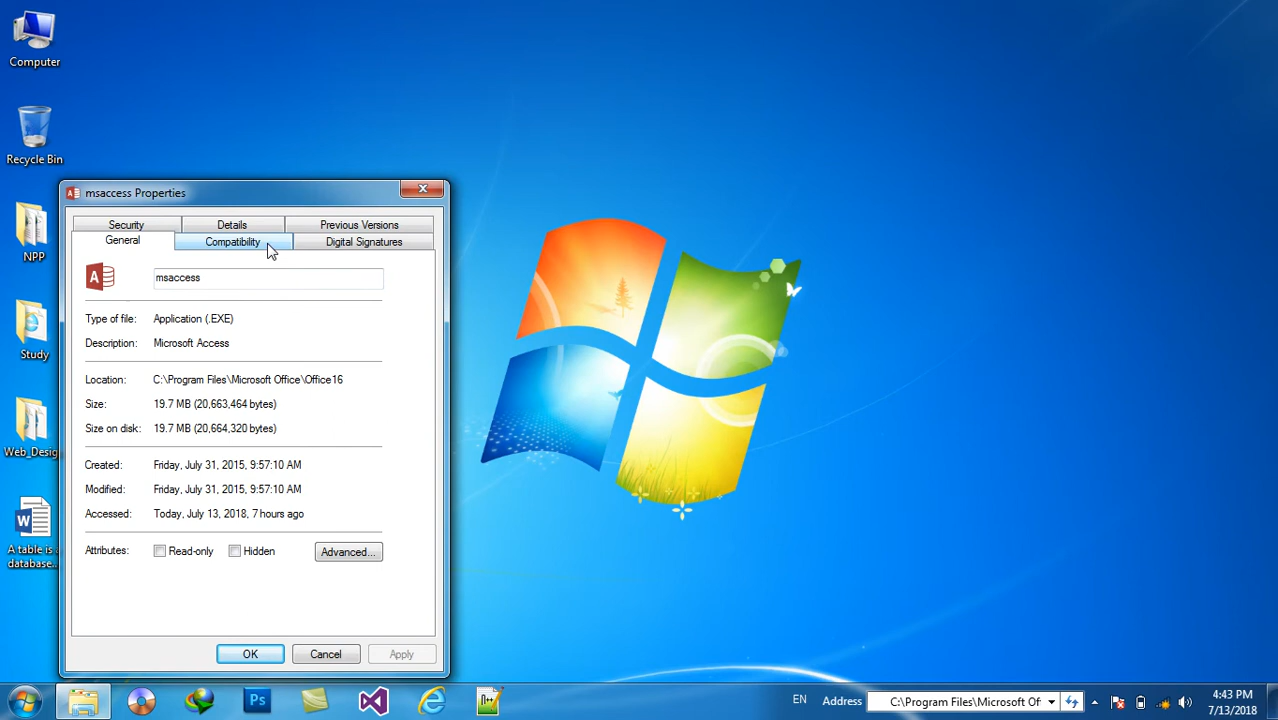 Computer
Recycle Bin
NPP
Study
Web_Desig
A table is
database..
msaccess Properties
Security Details Previous Versions
General Compatibility Digital Signatures
msaccess
Type of file: Application (.EXE)
Description: Microsoft Access
Location: C:\Program Files\Microsoft Office\Office16
Size: 19.7 MB (20,663,464 bytes)
Size on disk: 19.7 MB (20,664,320 bytes)
Created: Friday, July 31, 2015, 9:57:10 AM
Modified: Friday, July 31, 2015, 9:57:10 AM
Accessed: Today, July 13, 2018, 7 hours ago
Attributes: Read-only Hidden Advanced...
OK Cancel Apply
Ps
EN Address C:\Program Files\Microsoft Of
4:43 PM
7/13/2018